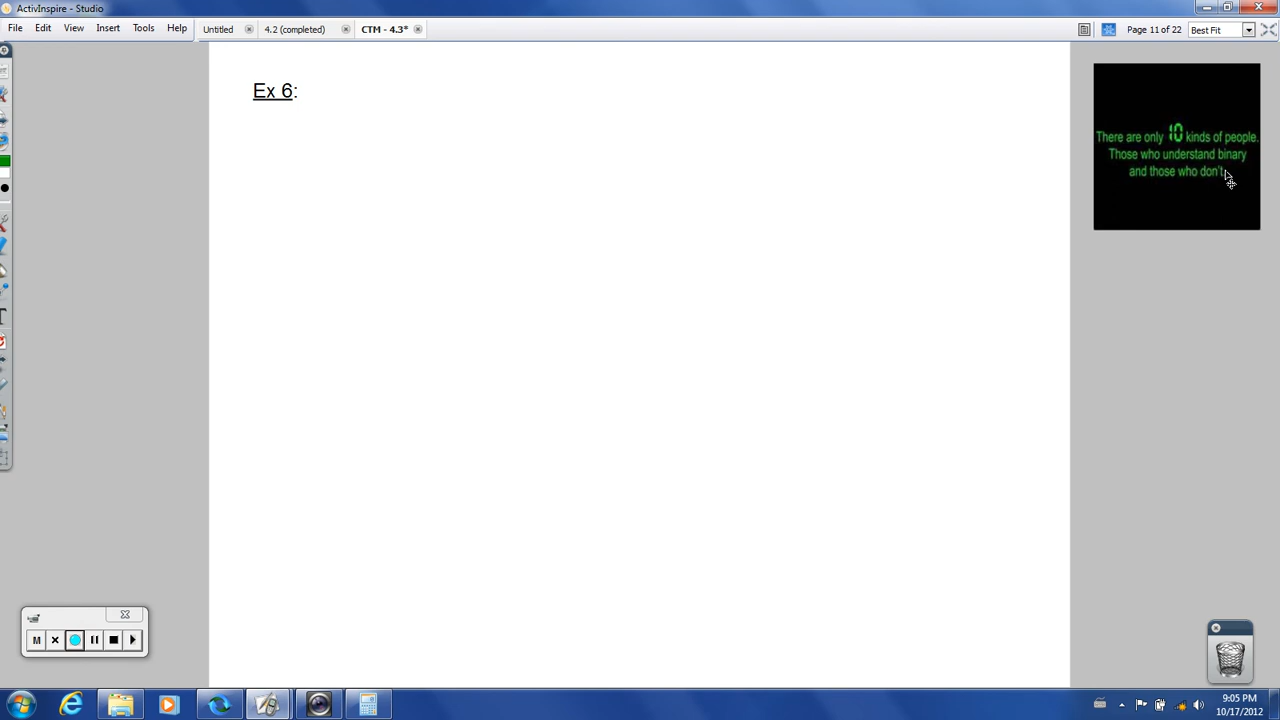 ActivInspire - Studio
File Edit View Insert Tools Help Untitled 4.2 (completed) CTM - 4.3* Page 11 of 22 Best Fit
Ex 6:
There are only 10 kinds of people.
Those who understand binary
and those who don't.
M
9:05 PM
10/17/2012